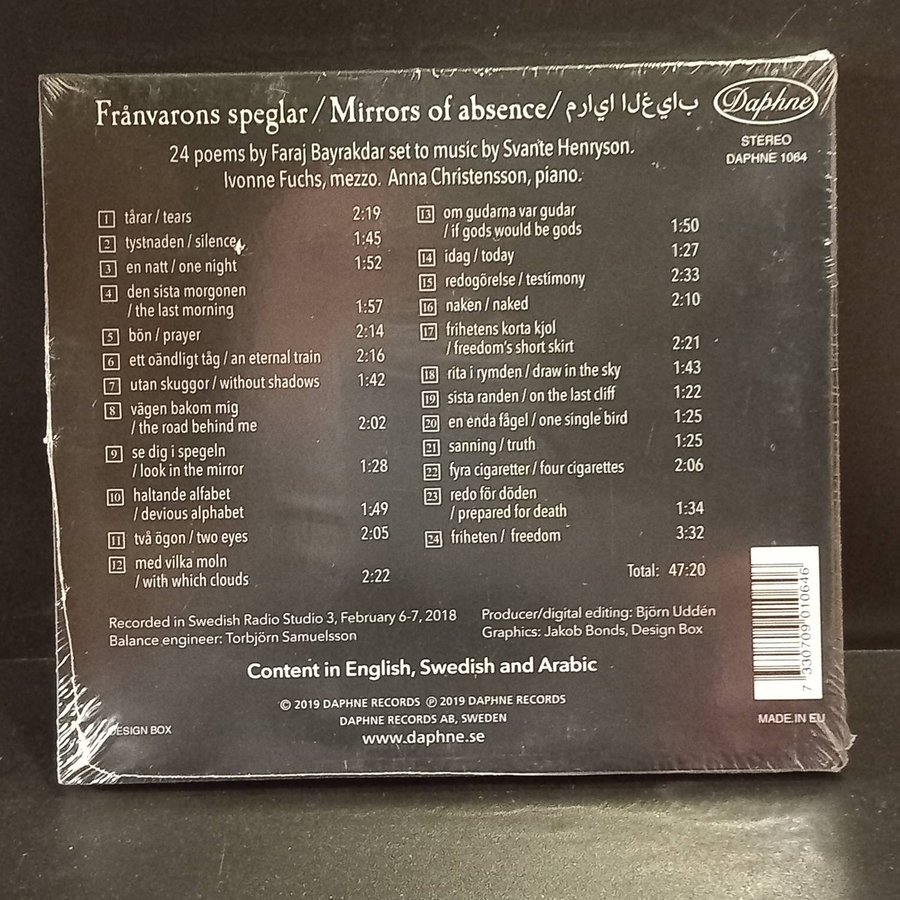 Frånvarons speglar / Mirrors of absence / مرايا الغياب
Daphne
STEREO
DAPHNE 1064
24 poems by Faraj Bayrakdar set to music by Svante Henryson.
Ivonne Fuchs, mezzo. Anna Christensson, piano.
1 tårar / tears 2:19
2 tystnaden / silence 1:45
3 en natt / one night 1:52
4 den sista morgonen
/ the last morning 1:57
5 bön / prayer 2:14
6 ett oändligt tåg / an eternal train 2:16
7 utan skuggor / without shadows 1:42
8 vägen bakom mig
/ the road behind me 2:02
9 se dig i spegeln
/ look in the mirror 1:28
10 haltande alfabet
/ devious alphabet 1:49
11 två ögon / two eyes 2:05
12 med vilka moln
/ with which clouds 2:22
13 om gudarna var gudar
/ if gods would be gods 1:50
14 idag / today 1:27
15 redogörelse / testimony 2:33
16 naken / naked 2:10
17 frihetens korta kjol
/ freedom's short skirt 2:21
18 rita i rymden / draw in the sky 1:43
19 sista randen / on the last cliff 1:22
20 en enda fågel / one single bird 1:25
21 sanning / truth 1:25
22 fyra cigaretter / four cigarettes 2:06
23 redo för döden
/ prepared for death 1:34
24 friheten / freedom 3:32
Total: 47:20
Recorded in Swedish Radio Studio 3, February 6-7, 2018
Balance engineer: Torbjörn Samuelsson
Producer/digital editing: Björn Uddén
Graphics: Jakob Bonds, Design Box
Content in English, Swedish and Arabic
© 2019 DAPHNE RECORDS ℗ 2019 DAPHNE RECORDS
DAPHNE RECORDS AB, SWEDEN
www.daphne.se
DESIGN BOX
7 330709 010646
MADE IN EU